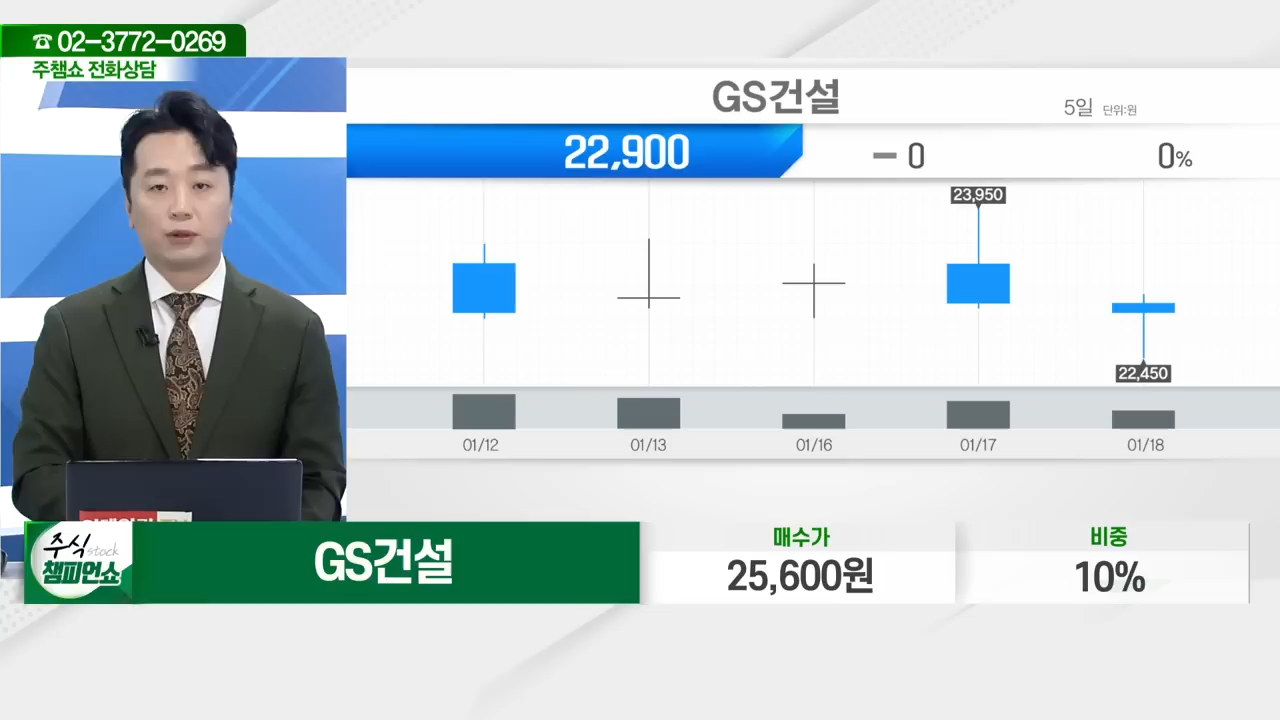 ☎ 02-3772-0269
주챔쇼 전화상담
GS건설
5일 단위:원
22,900
0
0%
23,950
22,450
01/12
01/13
01/16
01/17
01/18
주식 stock
챔피언쇼
GS건설
매수가
25,600원
비중
10%